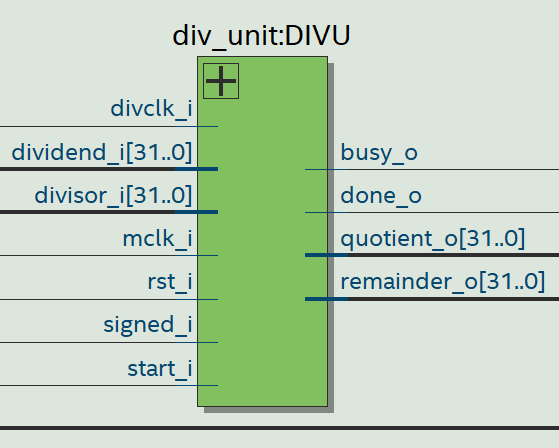 div_unit:DIVU
divclk_i
dividend_i[31..0]
divisor_i[31..0]
mclk_i
rst_i
signed_i
start_i
busy_o
done_o
quotient_o[31..0]
remainder_o[31..0]